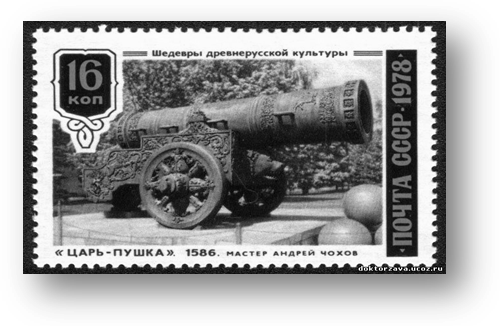 Шедевры древнерусской культуры
16
КОП
ПОЧТА СССР·1978
«ЦАРЬ-ПУШКА». 1586. МАСТЕР АНДРЕЙ ЧОХОВ
doktorzava.ucoz.ru